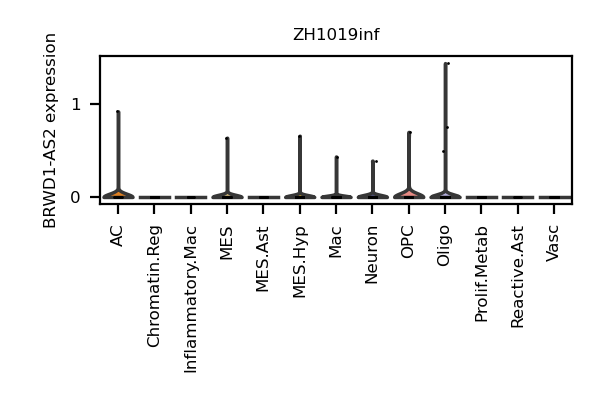 ZH1019inf
BRWD1-AS2 expression
1
0
AC
Chromatin.Reg
Inflammatory.Mac
MES
MES.Ast
MES.Hyp
Mac
Neuron
OPC
Oligo
Prolif.Metab
Reactive.Ast
Vasc